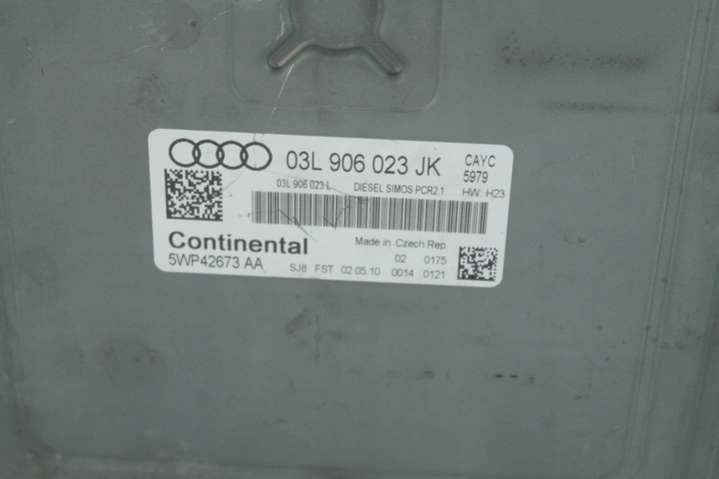 03L 906 023 JK CAYC
5979
03L 906 023 L DIESEL SIMOS PCR2.1 HW: H23
Continental Made in Czech Rep
5WP42673 AA 02 0175
SJ8 FST 02.05.10 0014 0121